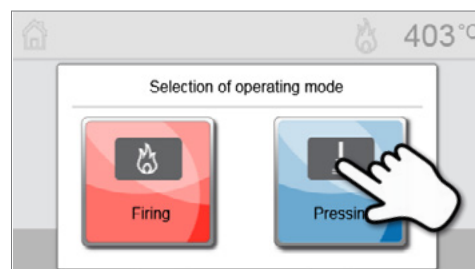 403 °C
Selection of operating mode
Firing
Pressin